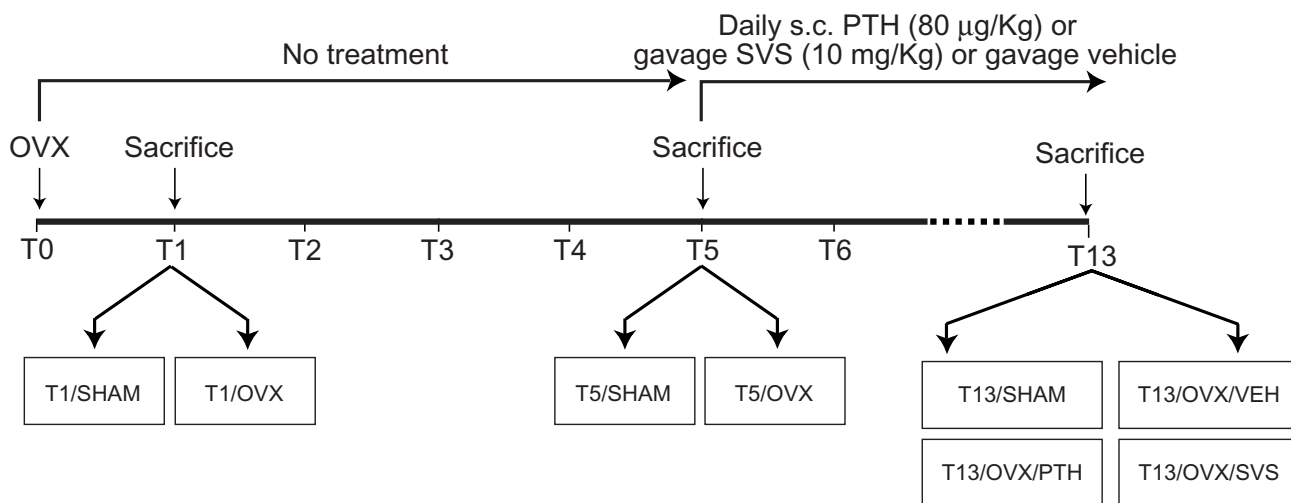 Daily s.c. PTH (80 μg/Kg) or
No treatment
gavage SVS (10 mg/Kg) or gavage vehicle
OVX
Sacrifice
Sacrifice
Sacrifice
T0
T1
T2
T3
T4
T5
T6
T13
T1/SHAM
T1/OVX
T5/SHAM
T5/OVX
T13/SHAM
T13/OVX/VEH
T13/OVX/PTH
T13/OVX/SVS